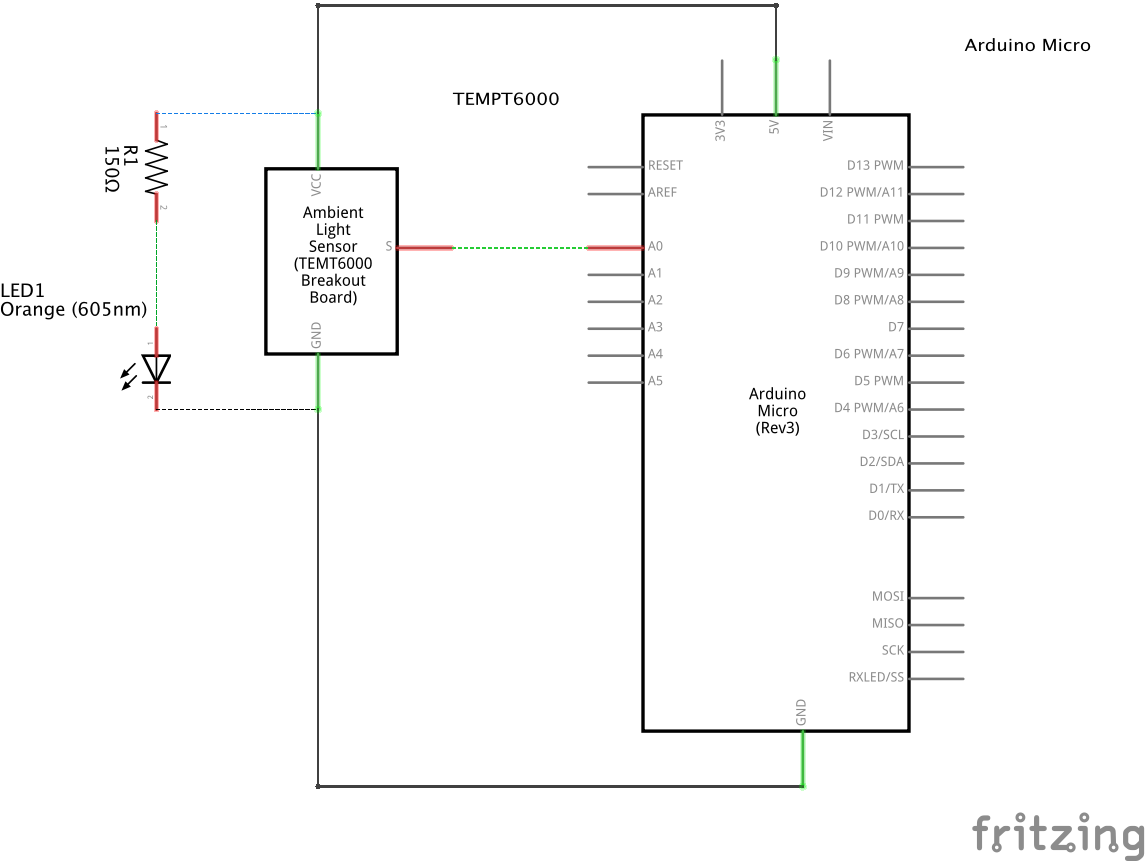 Arduino Micro
TEMPT6000
3V3
5V
VIN
1
R1
150Ω
2
VCC
Ambient
Light
Sensor
(TEMT6000
Breakout
Board)
S
GND
LED1
Orange (605nm)
1
2
RESET
AREF
A0
A1
A2
A3
A4
A5
Arduino
Micro
(Rev3)
D13 PWM
D12 PWM/A11
D11 PWM
D10 PWM/A10
D9 PWM/A9
D8 PWM/A8
D7
D6 PWM/A7
D5 PWM
D4 PWM/A6
D3/SCL
D2/SDA
D1/TX
D0/RX
MOSI
MISO
SCK
RXLED/SS
GND
fritzing